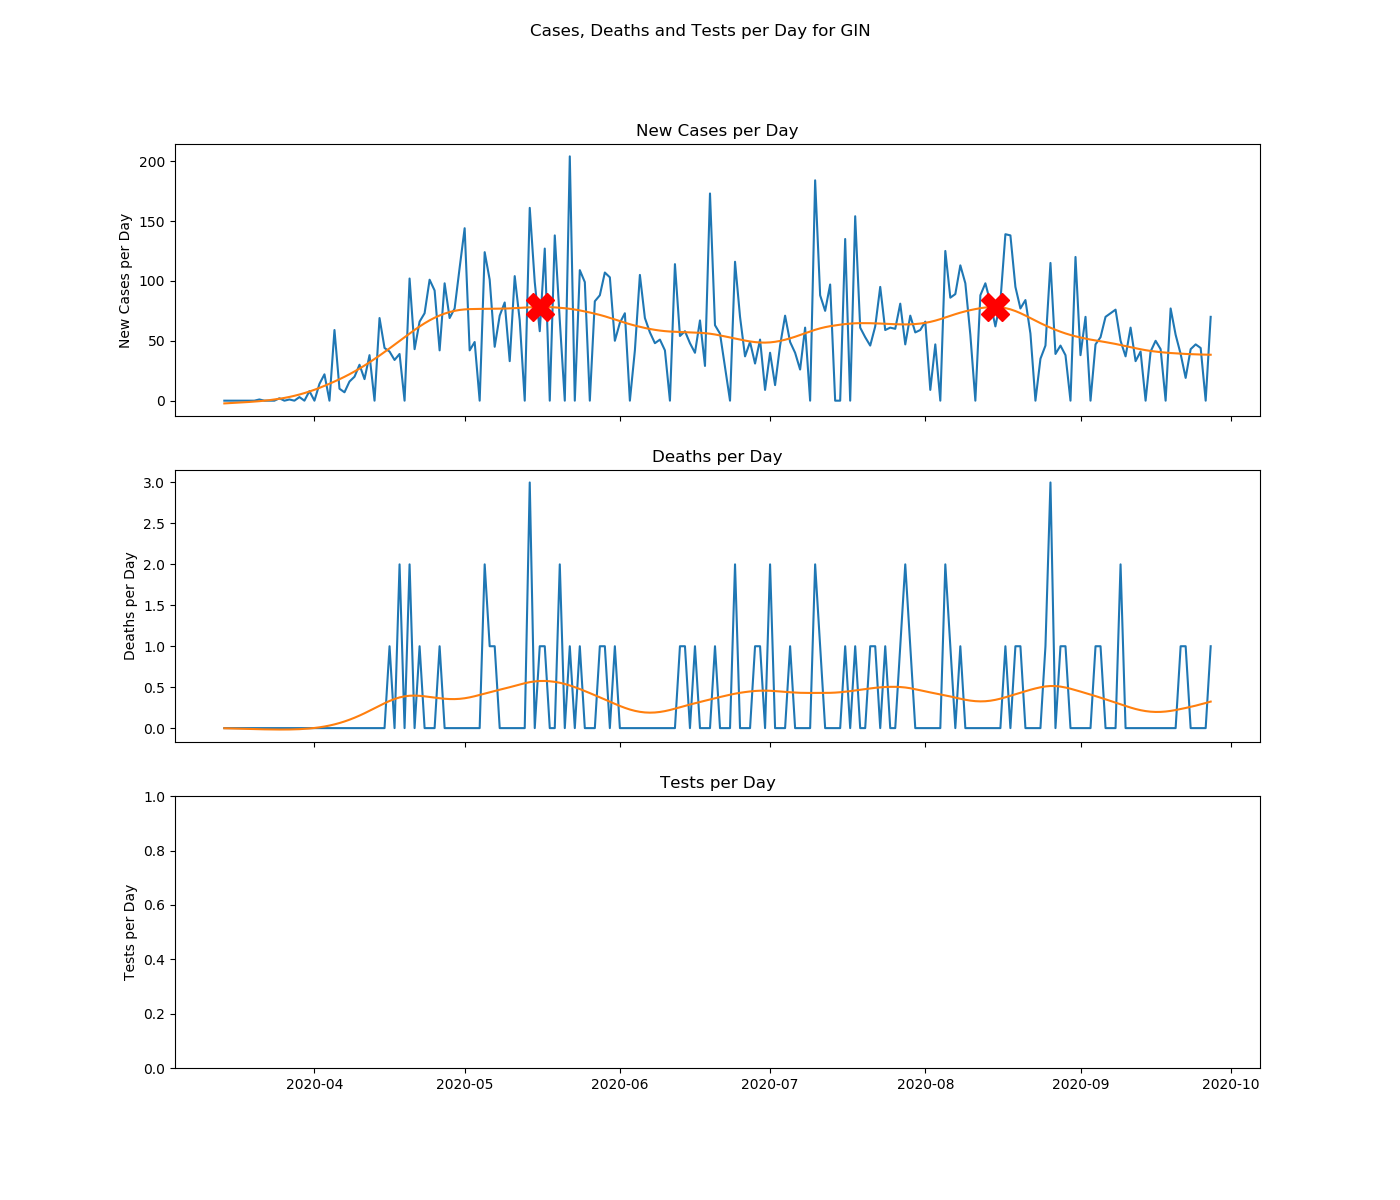 Cases, Deaths and Tests per Day for GIN
New Cases per Day
200
150
100
50
0
New Cases per Day
Deaths per Day
3.0
2.5
2.0
1.5
1.0
0.5
0.0
Deaths per Day
Tests per Day
1.0
0.8
0.6
0.4
0.2
0.0
Tests per Day
2020-04 2020-05 2020-06 2020-07 2020-08 2020-09 2020-10